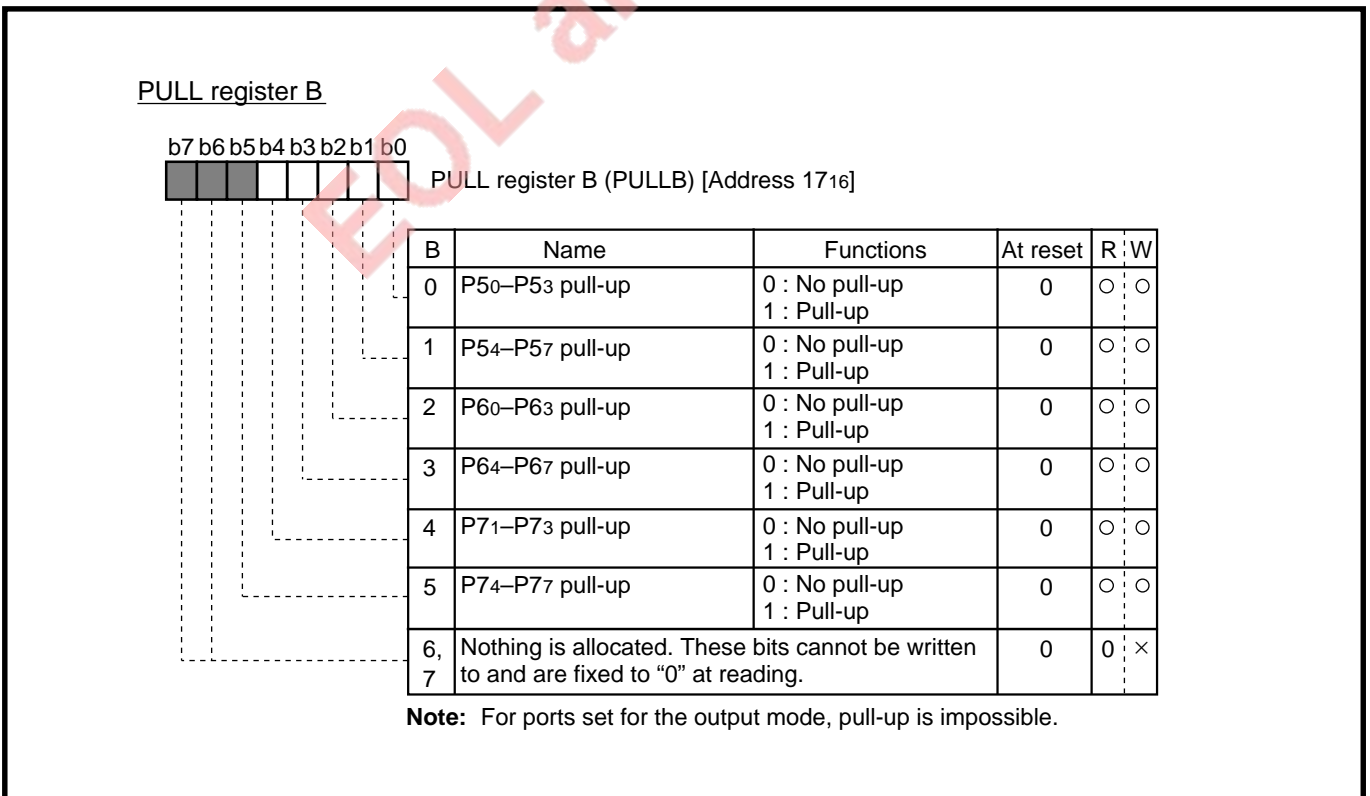 EOL a
PULL register B
b7 b6 b5 b4 b3 b2 b1 b0
PULL register B (PULLB) [Address 1716]
B Name Functions At reset R W
0 P50–P53 pull-up 0 : No pull-up 0 ○ ○
1 : Pull-up
1 P54–P57 pull-up 0 : No pull-up 0 ○ ○
1 : Pull-up
2 P60–P63 pull-up 0 : No pull-up 0 ○ ○
1 : Pull-up
3 P64–P67 pull-up 0 : No pull-up 0 ○ ○
1 : Pull-up
4 P71–P73 pull-up 0 : No pull-up 0 ○ ○
1 : Pull-up
5 P74–P77 pull-up 0 : No pull-up 0 ○ ○
1 : Pull-up
6, Nothing is allocated. These bits cannot be written 0 0 ×
7 to and are fixed to “0” at reading.
Note: For ports set for the output mode, pull-up is impossible.